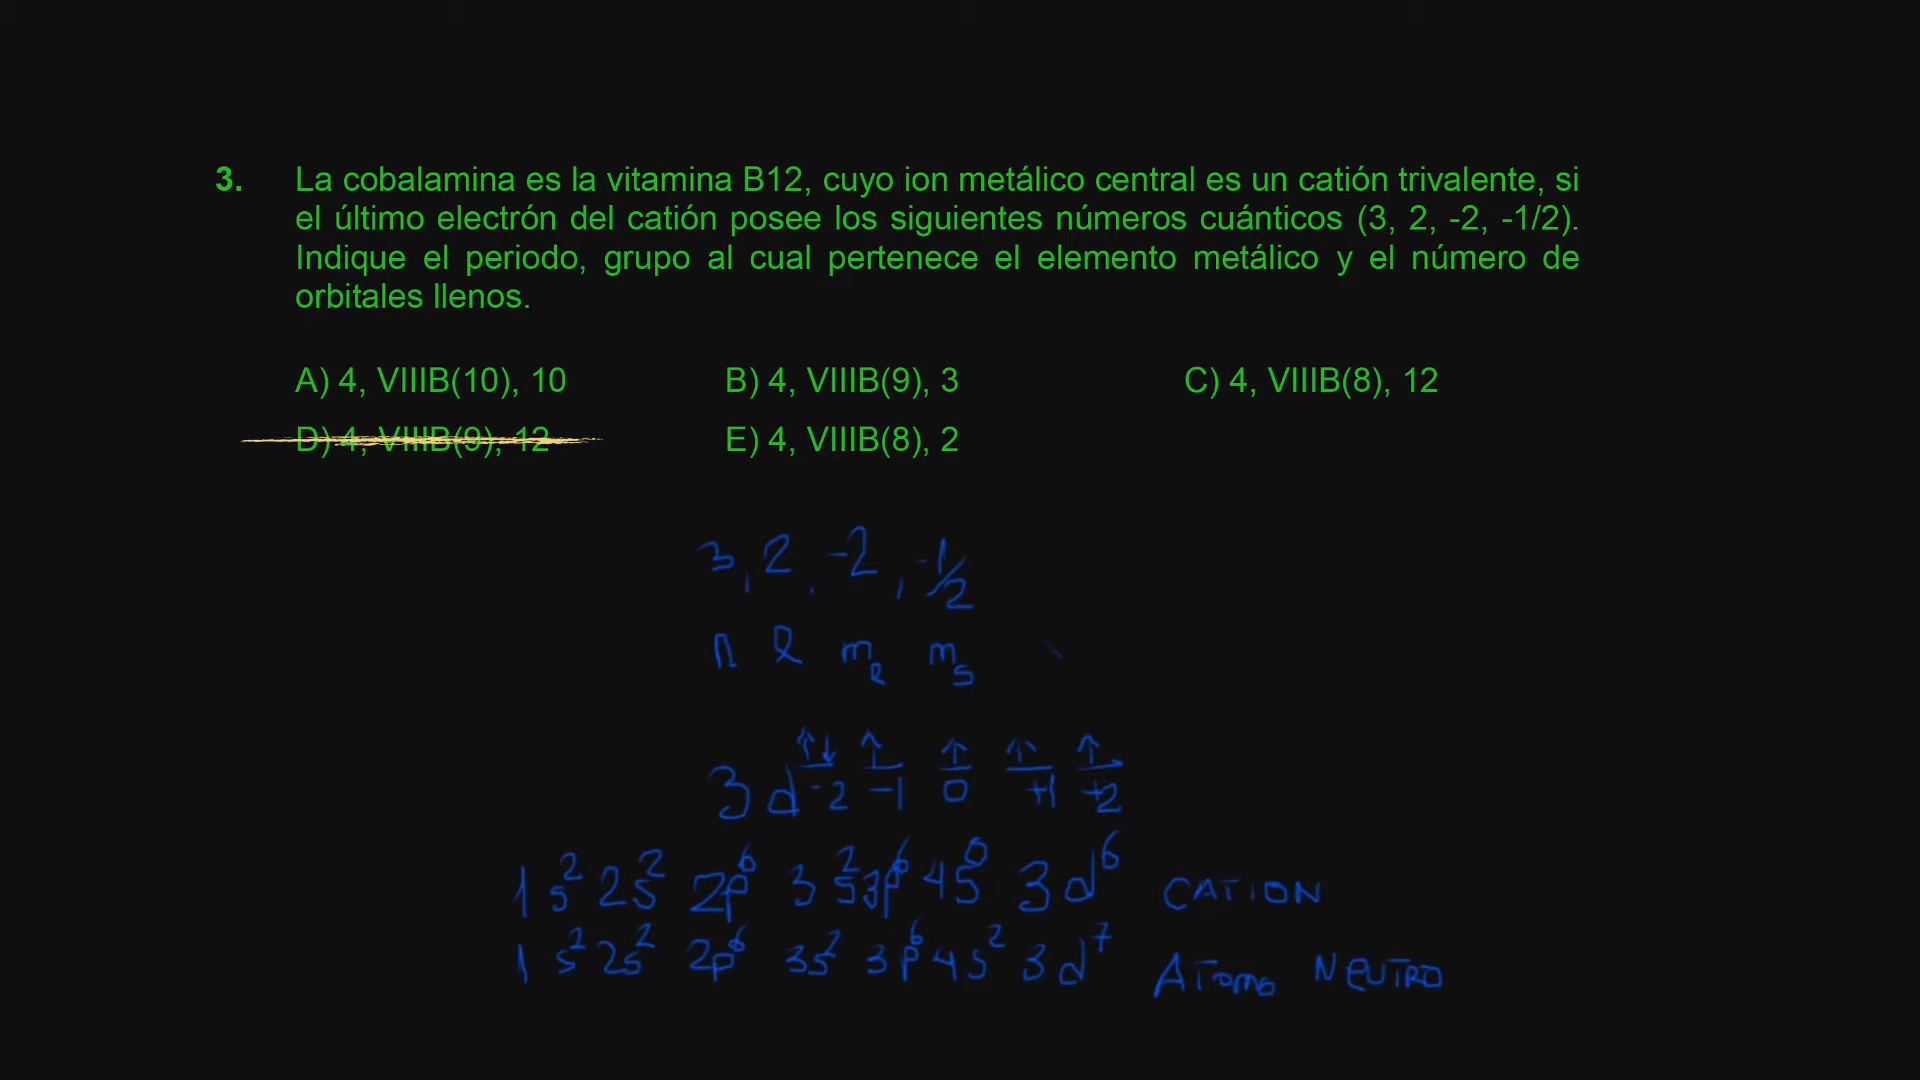 3. La cobalamina es la vitamina B12, cuyo ion metálico central es un catión trivalente, si
el último electrón del catión posee los siguientes números cuánticos (3, 2, -2, -1/2).
Indique el periodo, grupo al cual pertenece el elemento metálico y el número de
orbitales llenos.
A) 4, VIIIB(10), 10 B) 4, VIIIB(9), 3 C) 4, VIIIB(8), 12
D) 4, VIIIB(9), 12 E) 4, VIIIB(8), 2
3, 2, -2, -1/2
n l mₗ mₛ
↑↓ ↑ ↑ ↑ ↑
3d -2 -1 0 +1 +2
1s² 2s² 2p⁶ 3s² 3p⁶ 4s⁰ 3d⁶ CATION
1s² 2s² 2p⁶ 3s² 3p⁶ 4s² 3d⁷ ATOMO NEUTRO